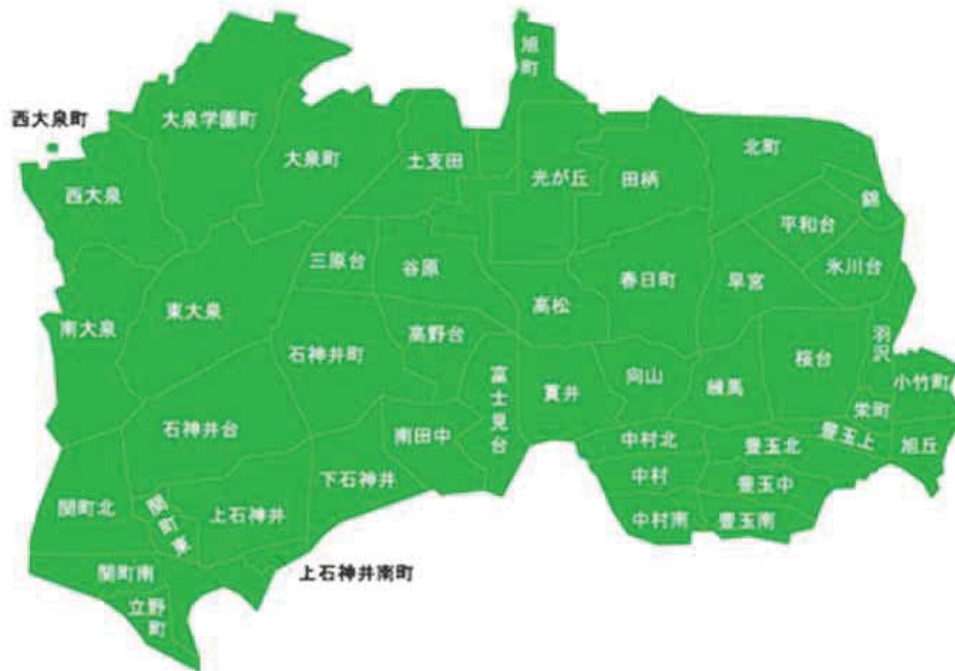 旭町
西大泉町
大泉学園町
大泉町
土支田
光が丘
田柄
北町
西大泉
錦
平和台
三原台
谷原
氷川台
春日町
早宮
東大泉
高松
南大泉
高野台
石神井町
羽沢
桜台
富士見台
貫井
向山
練馬
小竹町
栄町
石神井台
南田中
中村北
豊玉北
豊玉上
旭丘
下石神井
中村
豊玉中
関町北
関町東
上石神井
中村南
豊玉南
関町南
上石神井南町
立野町